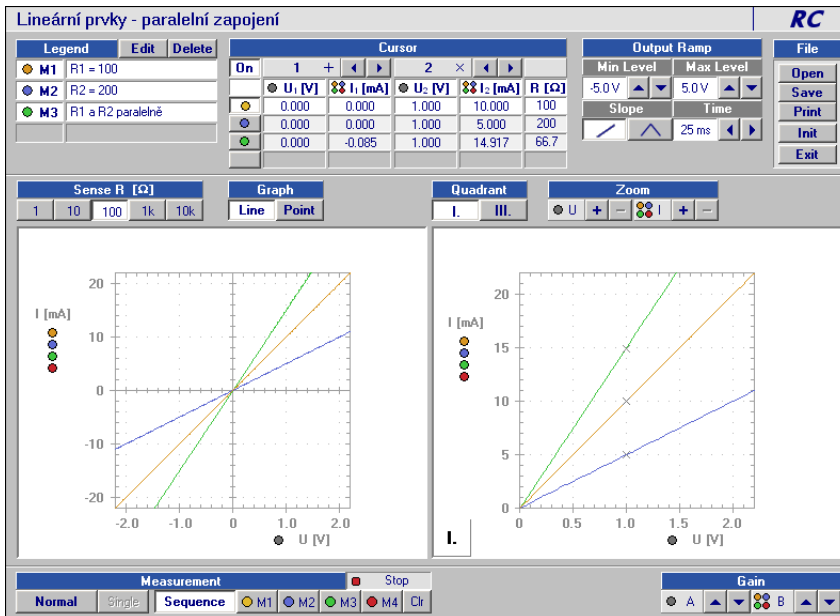 Lineární prvky - paralelní zapojení
RC
Legend Edit Delete
M1 R1 = 100
M2 R2 = 200
M3 R1 a R2 paralelně
Cursor
On 1 + 2 ×
U1 [V] I1 [mA] U2 [V] I2 [mA] R [Ω]
0.000 0.000 1.000 10.000 100
0.000 0.000 1.000 5.000 200
0.000 -0.085 1.000 14.917 66.7
Output Ramp
Min Level Max Level
-5.0 V 5.0 V
Slope Time
25 ms
File
Open
Save
Print
Init
Exit
Sense R [Ω]
1 10 100 1k 10k
Graph
Line Point
Quadrant
I. III.
Zoom
U + − I + −
I [mA]
20
10
0
-10
-20
-2.0 -1.0 0 1.0 2.0
U [V]
I [mA]
20
15
10
5
0
0 0.5 1.0 1.5 2.0
U [V]
I.
Measurement
Stop
Normal Single Sequence M1 M2 M3 M4 Clr
Gain
A B